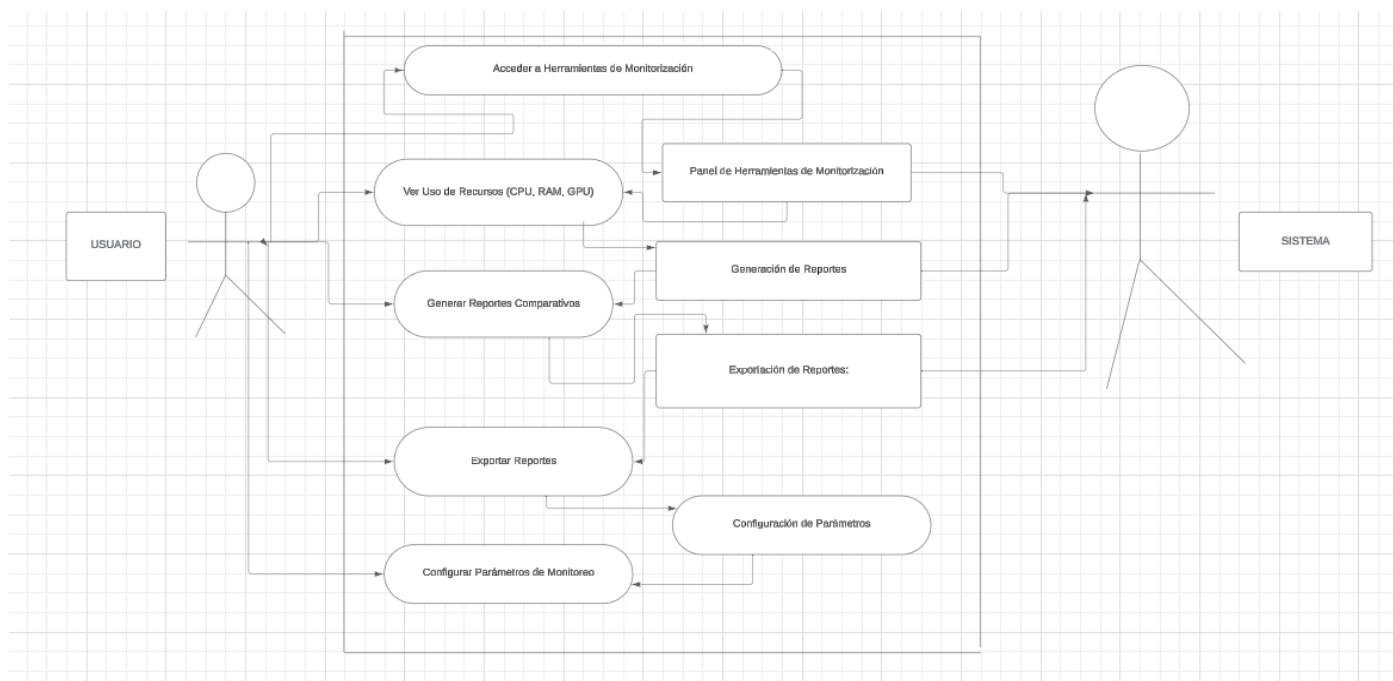 Acceder a Herramientas de Monitorización
Panel de Herramientas de Monitorización
Ver Uso de Recursos (CPU, RAM, GPU)
USUARIO
SISTEMA
Generación de Reportes
Generar Reportes Comparativos
Exportación de Reportes:
Exportar Reportes
Configuración de Parámetros
Configurar Parámetros de Monitoreo